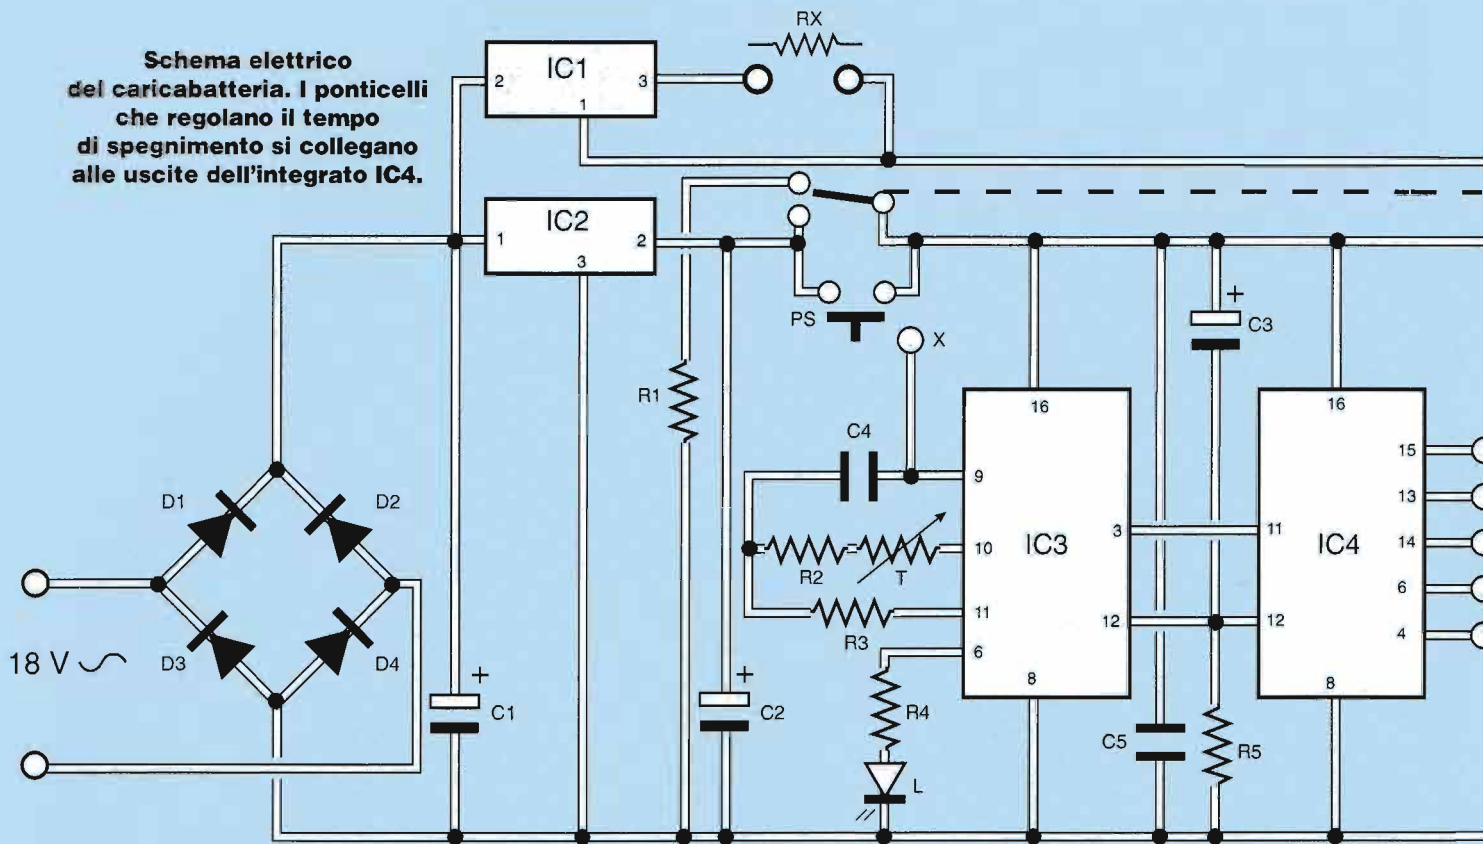 Schema elettrico
del caricabatteria. I ponticelli
che regolano il tempo
di spegnimento si collegano
alle uscite dell'integrato IC4.
RX
IC1
2
3
1
IC2
1
2
3
PS
X
R1
C3
+
16
16
C4
9
15
13
D1
D2
3
11
IC3
IC4
10
14
R2
T
6
11
12
12
R3
4
18 V
D3
D4
6
8
8
+
C1
+
C2
R4
C5
R5
L